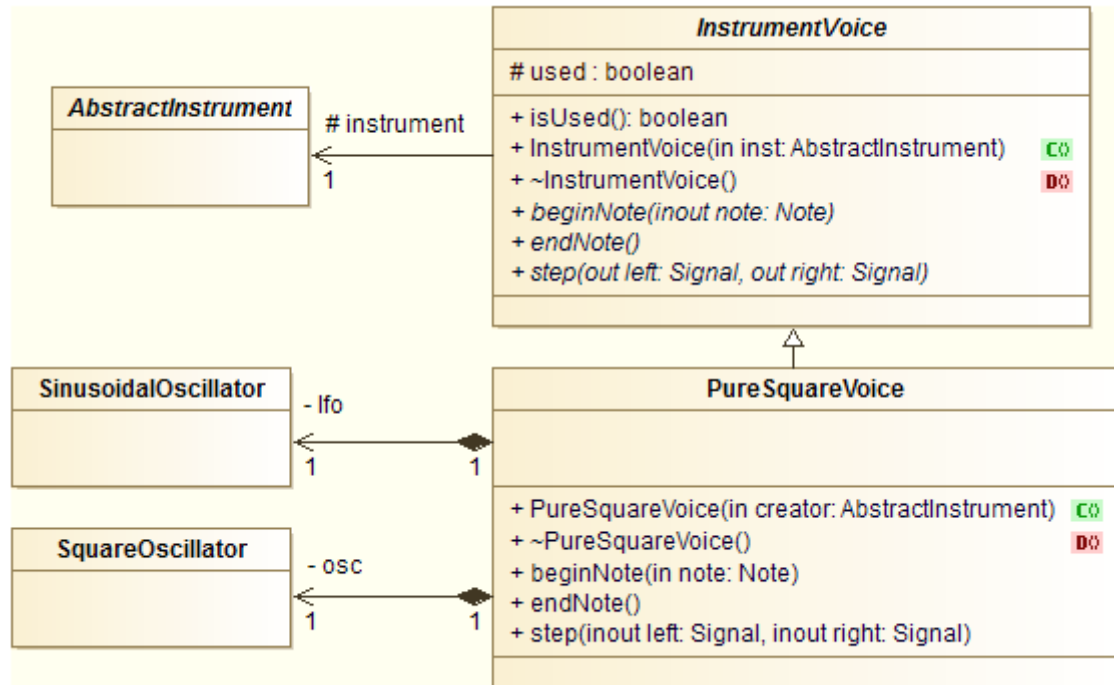 InstrumentVoice
# used : boolean
+ isUsed(): boolean
+ InstrumentVoice(in inst: AbstractInstrument) C()
+ ~InstrumentVoice() D()
+ beginNote(inout note: Note)
+ endNote()
+ step(out left: Signal, out right: Signal)
AbstractInstrument
# instrument
1
SinusoidalOscillator
- lfo
1
1
SquareOscillator
- osc
1
1
PureSquareVoice
+ PureSquareVoice(in creator: AbstractInstrument) C()
+ ~PureSquareVoice() D()
+ beginNote(in note: Note)
+ endNote()
+ step(inout left: Signal, inout right: Signal)